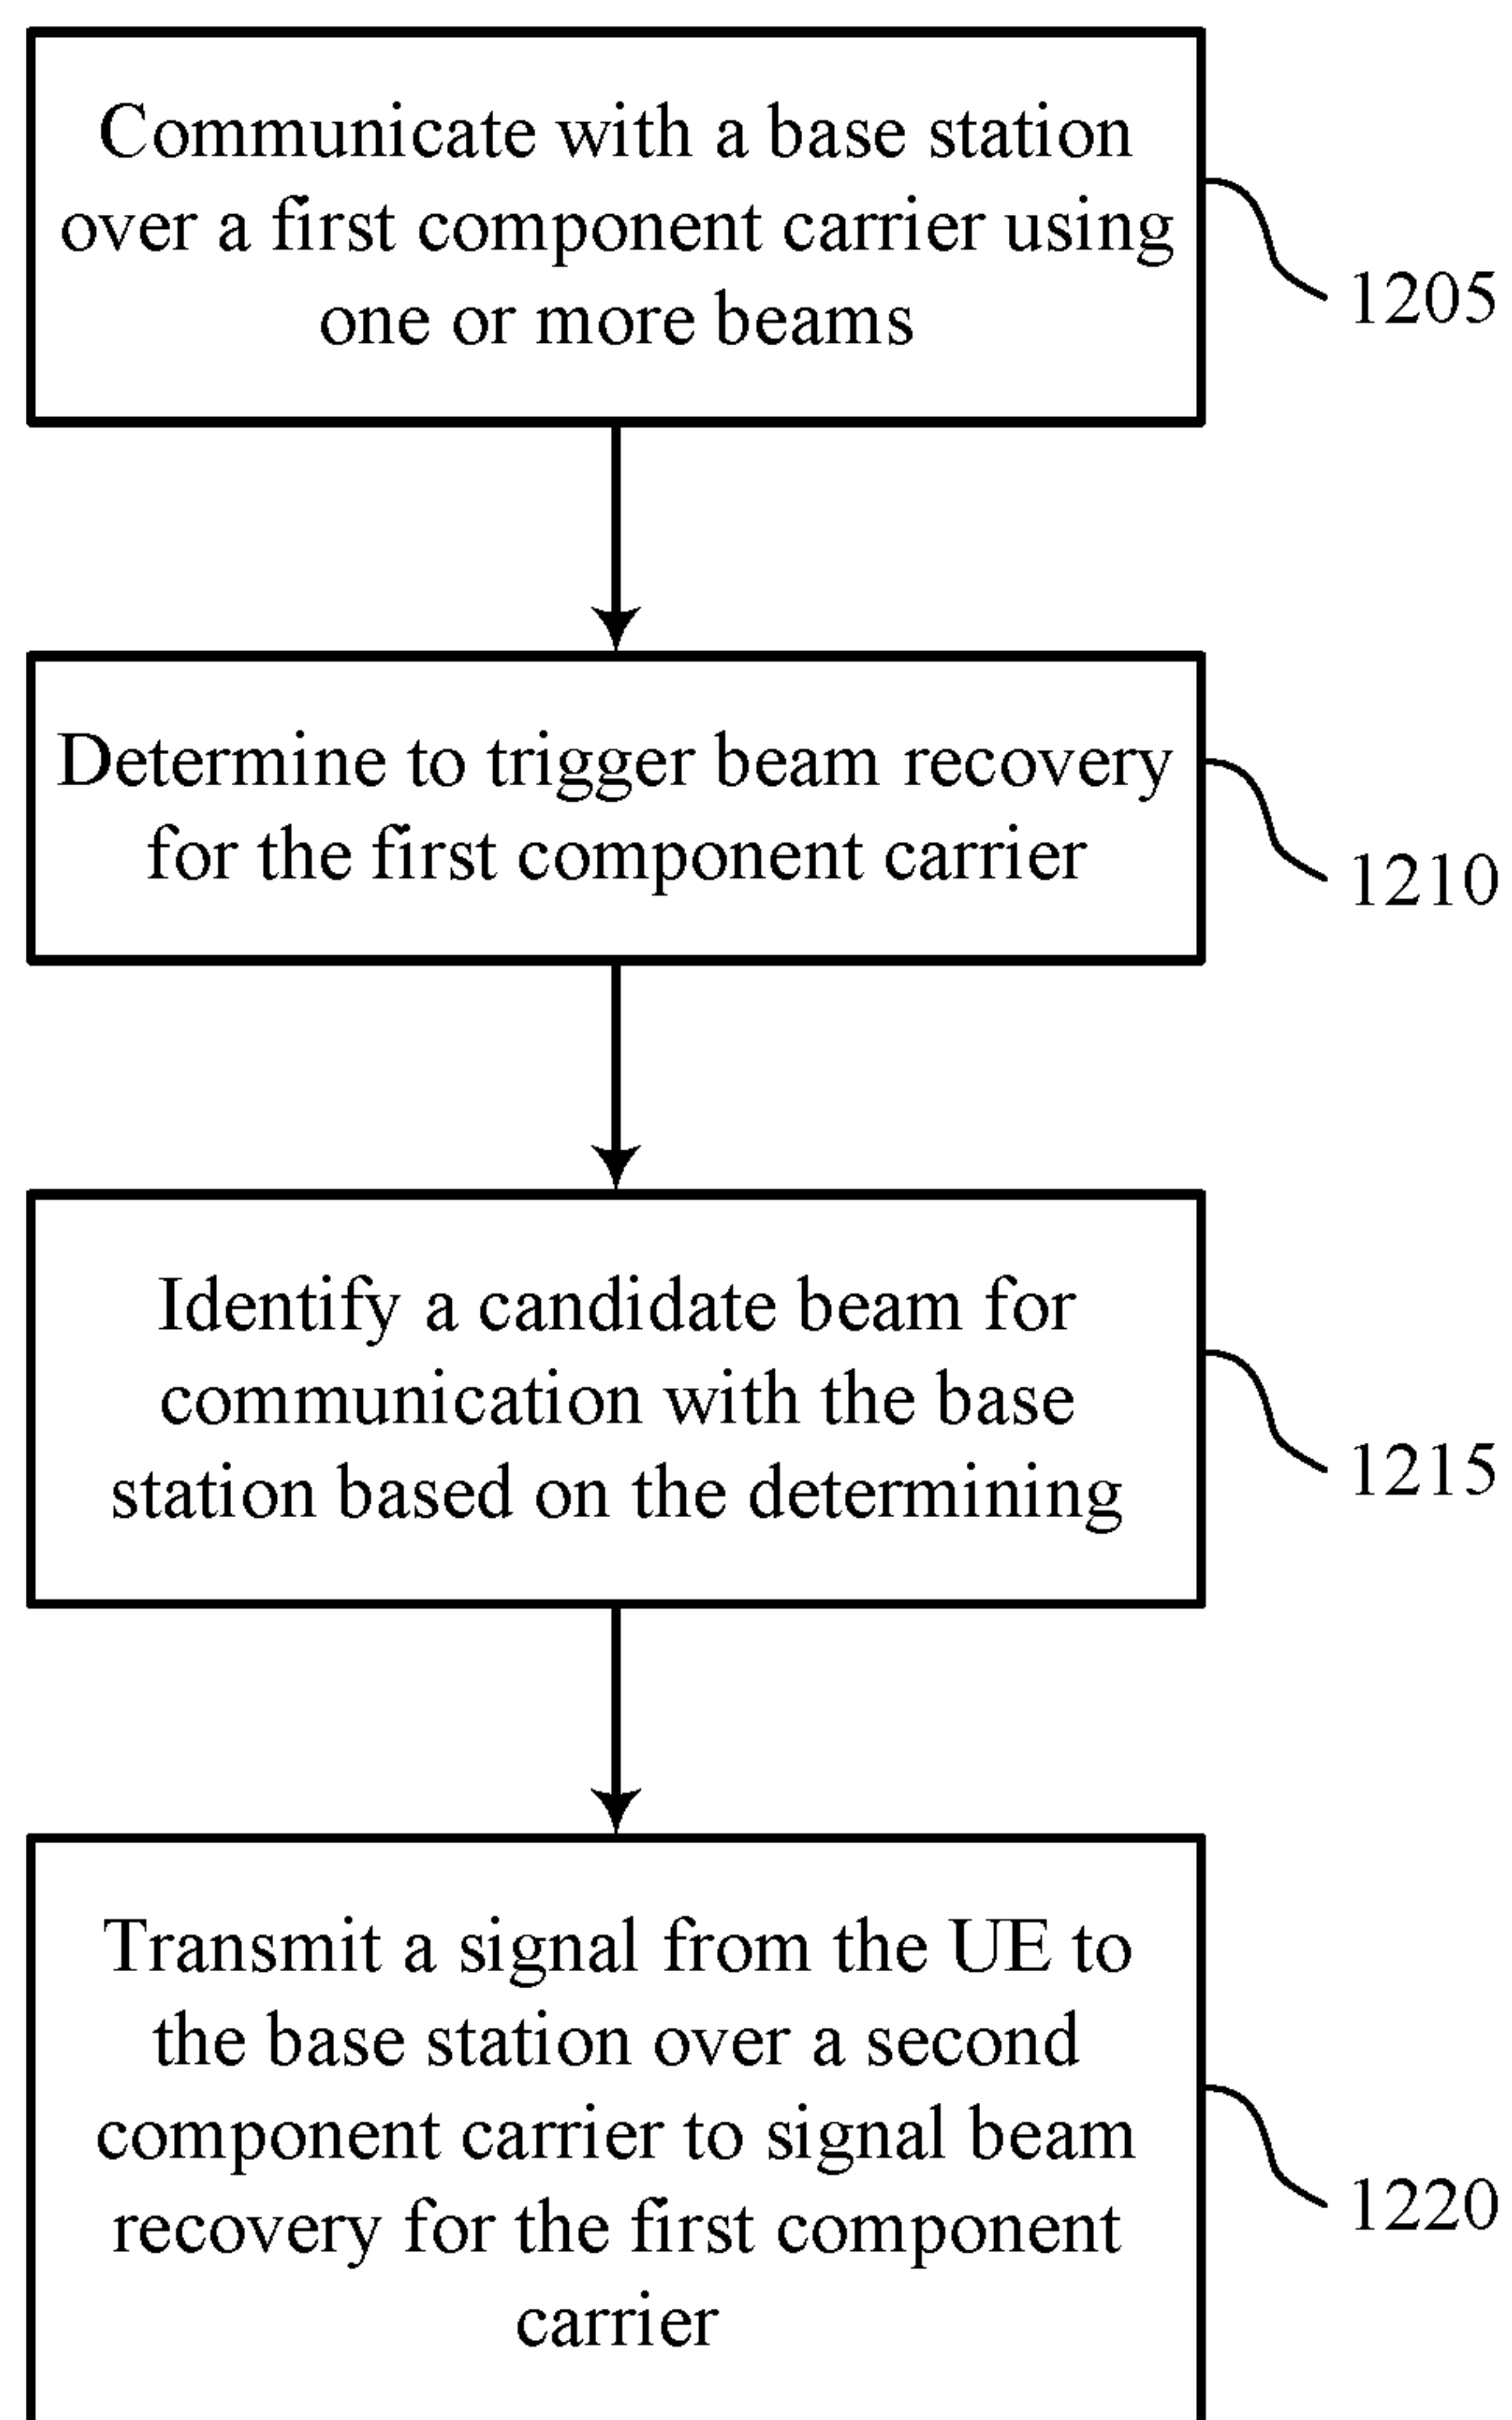 Communicate with a base station
over a first component carrier using
one or more beams
1205
Determine to trigger beam recovery
for the first component carrier
1210
Identify a candidate beam for
communication with the base
station based on the determining
1215
Transmit a signal from the UE to
the base station over a second
component carrier to signal beam
recovery for the first component
carrier
1220